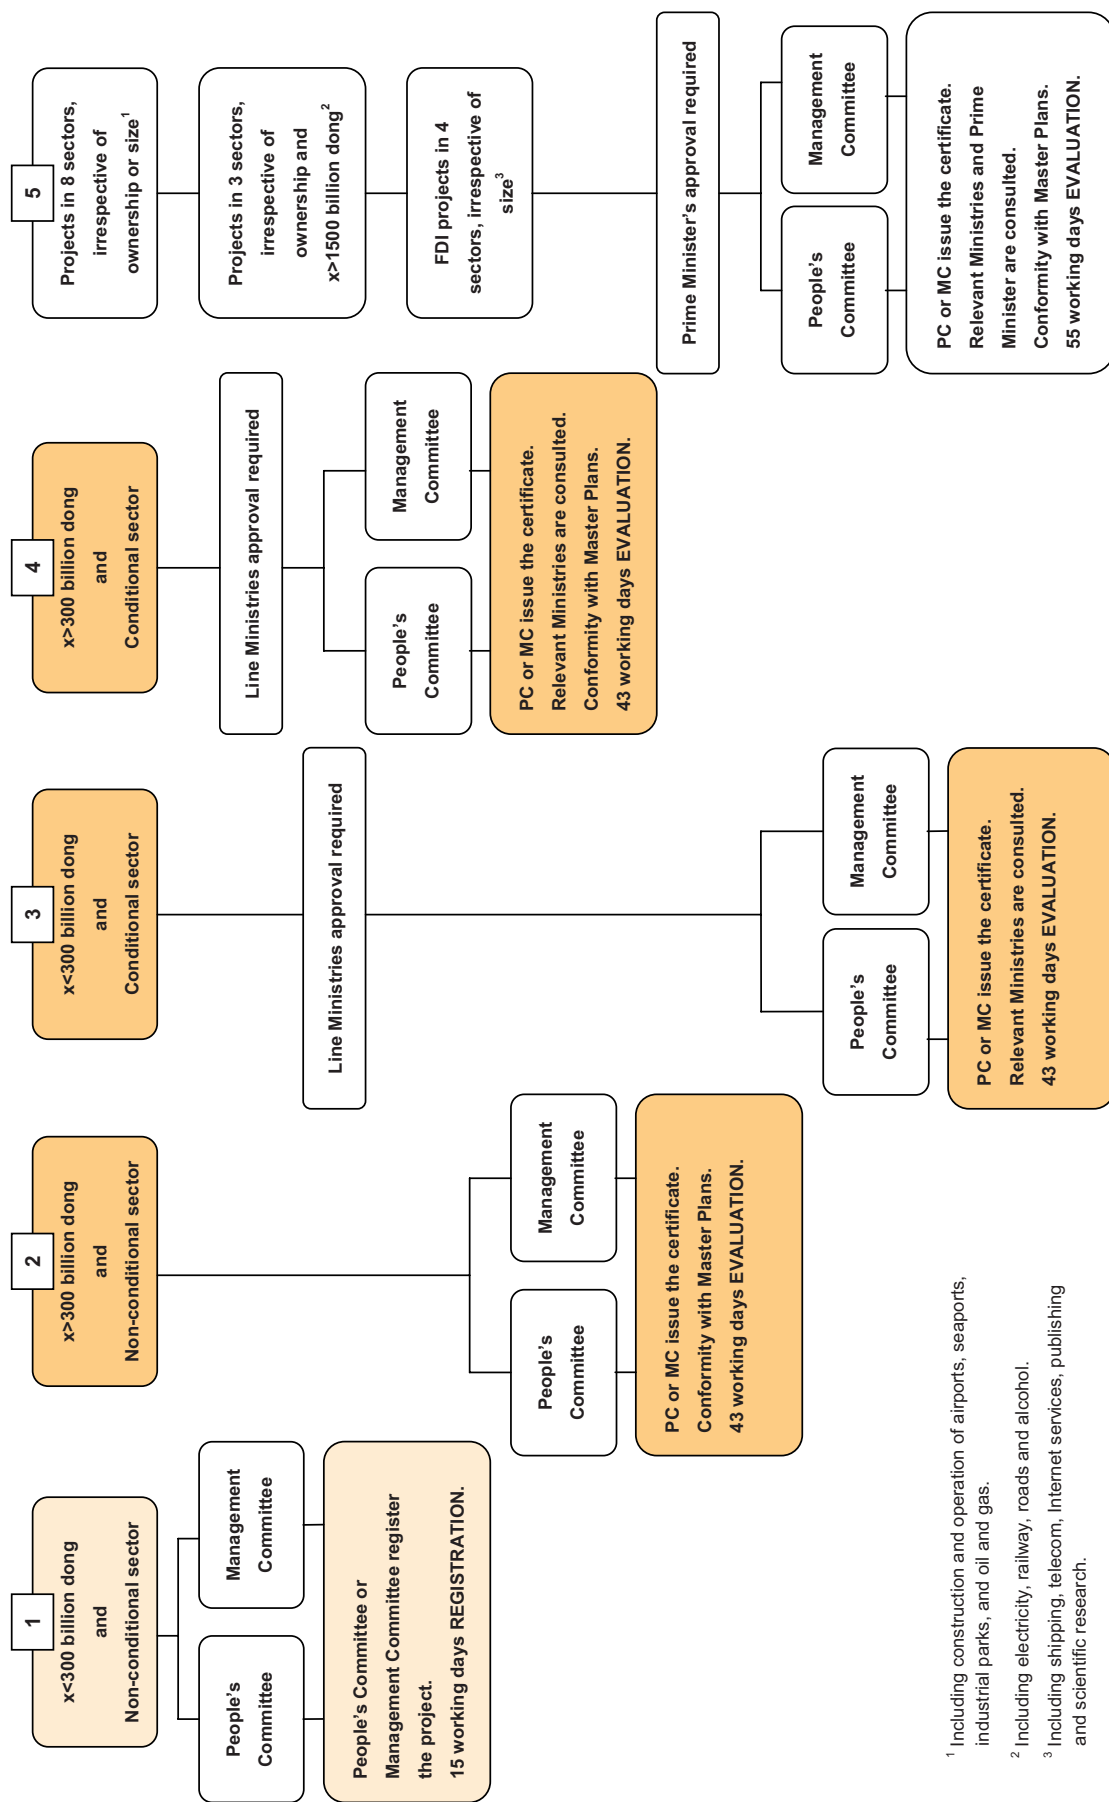 1
x<300 billion dong
and
Non-conditional sector
People's
Committee
Management
Committee
People's Committee or
Management Committee register
the project.
15 working days REGISTRATION.
2
x>300 billion dong
and
Non-conditional sector
People's
Committee
Management
Committee
PC or MC issue the certificate.
Conformity with Master Plans.
43 working days EVALUATION.
3
x<300 billion dong
and
Conditional sector
Line Ministries approval required
People's
Committee
Management
Committee
PC or MC issue the certificate.
Relevant Ministries are consulted.
43 working days EVALUATION.
4
x>300 billion dong
and
Conditional sector
Line Ministries approval required
People's
Committee
Management
Committee
PC or MC issue the certificate.
Relevant Ministries are consulted.
Conformity with Master Plans.
43 working days EVALUATION.
5
Projects in 8 sectors,
irrespective of
ownership or size¹
Projects in 3 sectors,
irrespective of
ownership and
x>1500 billion dong²
FDI projects in 4
sectors, irrespective of
size³
Prime Minister's approval required
People's
Committee
Management
Committee
PC or MC issue the certificate.
Relevant Ministries and Prime
Minister are consulted.
Conformity with Master Plans.
55 working days EVALUATION.
¹ Including construction and operation of airports, seaports,
industrial parks, and oil and gas.
² Including electricity, railway, roads and alcohol.
³ Including shipping, telecom, Internet services, publishing
and scientific research.